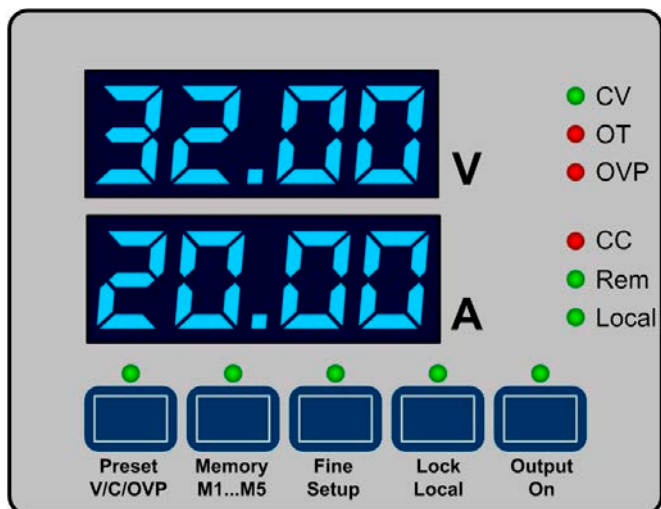 32.00 V
20.00 A
CV
OT
OVP
CC
Rem
Local
Preset
V/C/OVP
Memory
M1...M5
Fine
Setup
Lock
Local
Output
On